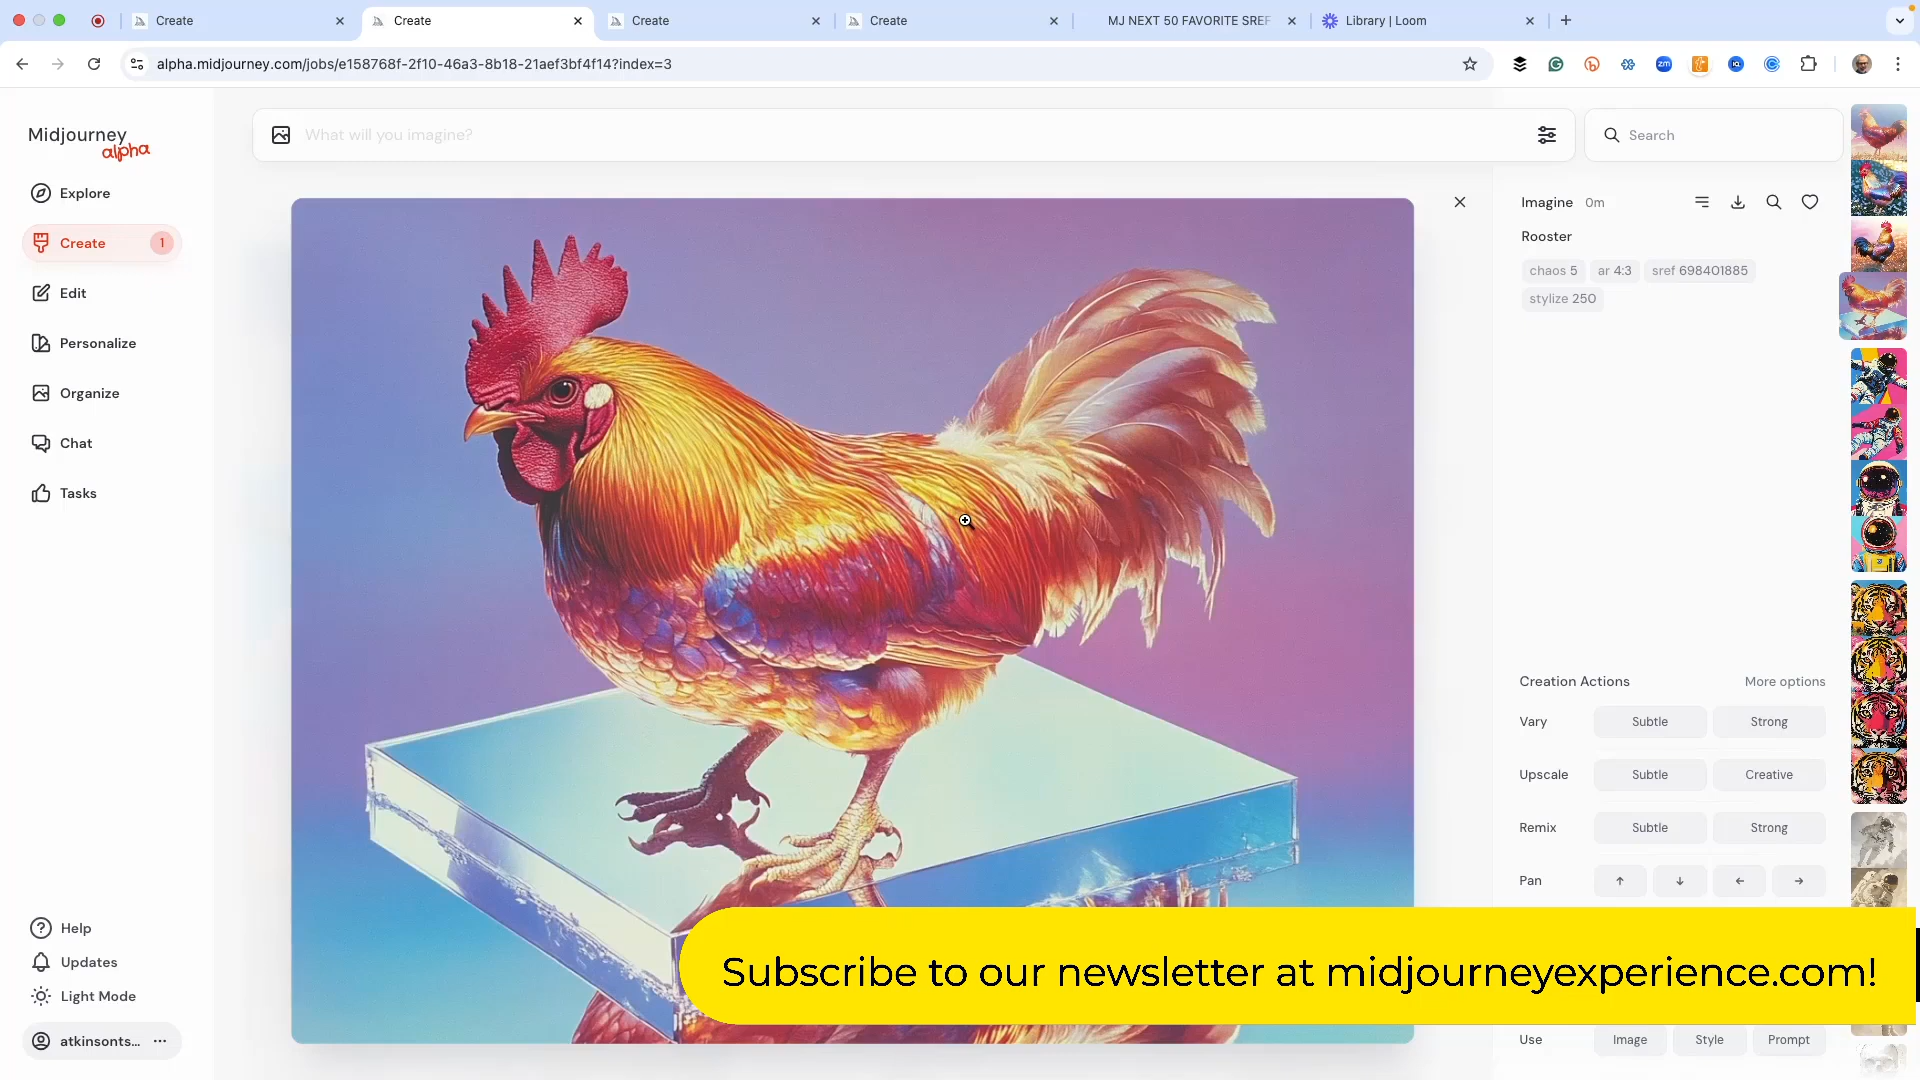 Create
Create
Create
Create
MJ NEXT 50 FAVORITE SREF
Library | Loom
alpha.midjourney.com/jobs/e158768f-2f10-46a3-8b18-21aef3bf4f14?index=3
Midjourney
alpha
What will you imagine?
Search
Explore
Create 1
Edit
Personalize
Organize
Chat
Tasks
Imagine 0m
Rooster
chaos 5 ar 4:3 sref 698401885
stylize 250
Creation Actions More options
Vary Subtle Strong
Upscale Subtle Creative
Remix Subtle Strong
Pan
Subscribe to our newsletter at midjourneyexperience.com!
Help
Updates
Light Mode
atkinsonts...
Use Image Style Prompt